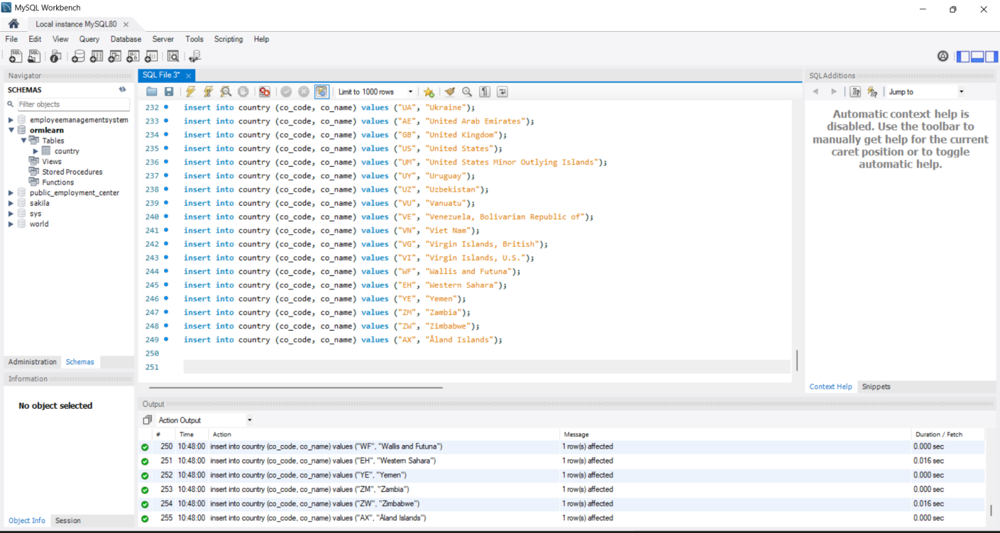 MySQL Workbench
Local instance MySQL80
File Edit View Query Database Server Tools Scripting Help
Navigator
SCHEMAS
Filter objects
employeemanagementsystem
ormlearn
Tables
country
Views
Stored Procedures
Functions
public_employment_center
sakila
sys
world
Administration Schemas
Information
No object selected
Object Info Session
SQL File 3*
Limit to 1000 rows
232 insert into country (co_code, co_name) values ("UA", "Ukraine");
233 insert into country (co_code, co_name) values ("AE", "United Arab Emirates");
234 insert into country (co_code, co_name) values ("GB", "United Kingdom");
235 insert into country (co_code, co_name) values ("US", "United States");
236 insert into country (co_code, co_name) values ("UM", "United States Minor Outlying Islands");
237 insert into country (co_code, co_name) values ("UY", "Uruguay");
238 insert into country (co_code, co_name) values ("UZ", "Uzbekistan");
239 insert into country (co_code, co_name) values ("VU", "Vanuatu");
240 insert into country (co_code, co_name) values ("VE", "Venezuela, Bolivarian Republic of");
241 insert into country (co_code, co_name) values ("VN", "Viet Nam");
242 insert into country (co_code, co_name) values ("VG", "Virgin Islands, British");
243 insert into country (co_code, co_name) values ("VI", "Virgin Islands, U.S.");
244 insert into country (co_code, co_name) values ("WF", "Wallis and Futuna");
245 insert into country (co_code, co_name) values ("EH", "Western Sahara");
246 insert into country (co_code, co_name) values ("YE", "Yemen");
247 insert into country (co_code, co_name) values ("ZM", "Zambia");
248 insert into country (co_code, co_name) values ("ZW", "Zimbabwe");
249 insert into country (co_code, co_name) values ("AX", "Åland Islands");
250
251
SQLAdditions
Jump to
Automatic context help is
disabled. Use the toolbar to
manually get help for the current
caret position or to toggle
automatic help.
Context Help Snippets
Output
Action Output
# Time Action Message Duration / Fetch
250 10:48:00 insert into country (co_code, co_name) values ("WF", "Wallis and Futuna") 1 row(s) affected 0.000 sec
251 10:48:00 insert into country (co_code, co_name) values ("EH", "Western Sahara") 1 row(s) affected 0.016 sec
252 10:48:00 insert into country (co_code, co_name) values ("YE", "Yemen") 1 row(s) affected 0.000 sec
253 10:48:00 insert into country (co_code, co_name) values ("ZM", "Zambia") 1 row(s) affected 0.000 sec
254 10:48:00 insert into country (co_code, co_name) values ("ZW", "Zimbabwe") 1 row(s) affected 0.016 sec
255 10:48:00 insert into country (co_code, co_name) values ("AX", "Åland Islands") 1 row(s) affected 0.000 sec